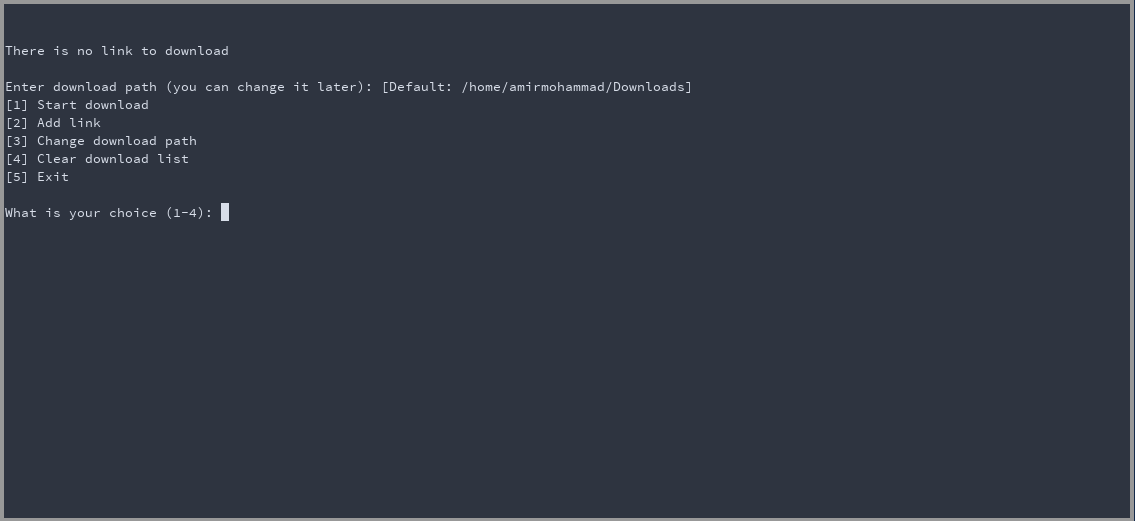 There is no link to download
Enter download path (you can change it later): [Default: /home/amirmohammad/Downloads]
[1] Start download
[2] Add link
[3] Change download path
[4] Clear download list
[5] Exit
What is your choice (1-4):